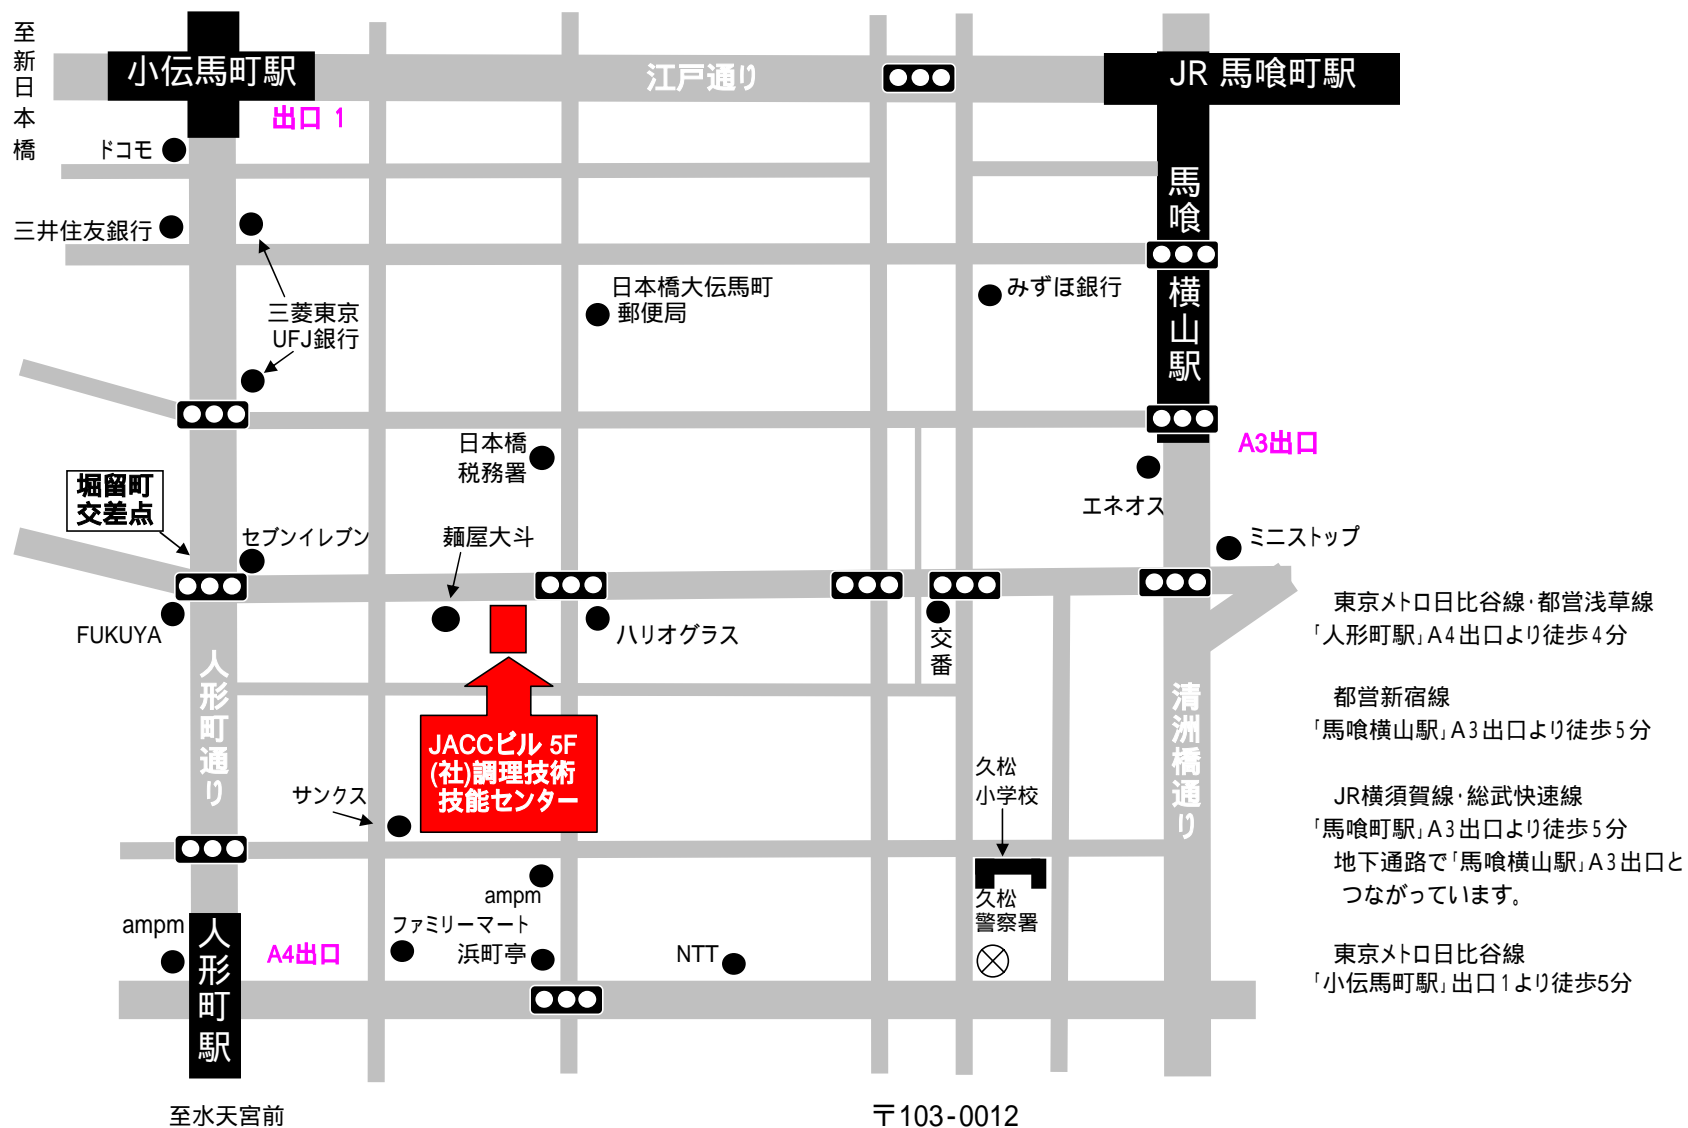 至新日本橋
小伝馬町駅
江戸通り
JR 馬喰町駅
出口 1
ドコモ
三井住友銀行
三菱東京
UFJ銀行
日本橋大伝馬町
郵便局
みずほ銀行
馬喰横山駅
日本橋
税務署
A3出口
堀留町
交差点
セブンイレブン
麺屋大斗
エネオス
ミニストップ
FUKUYA
ハリオグラス
交番
人形町通り
清洲橋通り
JACCビル 5F
(社)調理技術
技能センター
サンクス
久松
小学校
ampm
久松
警察署
ampm
ファミリーマート
浜町亭
A4出口
NTT
人形町駅
至水天宮前
〒103-0012
東京メトロ日比谷線・都営浅草線
「人形町駅」A4出口より徒歩4分
都営新宿線
「馬喰横山駅」A3出口より徒歩5分
JR横須賀線・総武快速線
「馬喰町駅」A3出口より徒歩5分
地下通路で「馬喰横山駅」A3出口と
つながっています。
東京メトロ日比谷線
「小伝馬町駅」出口1より徒歩5分